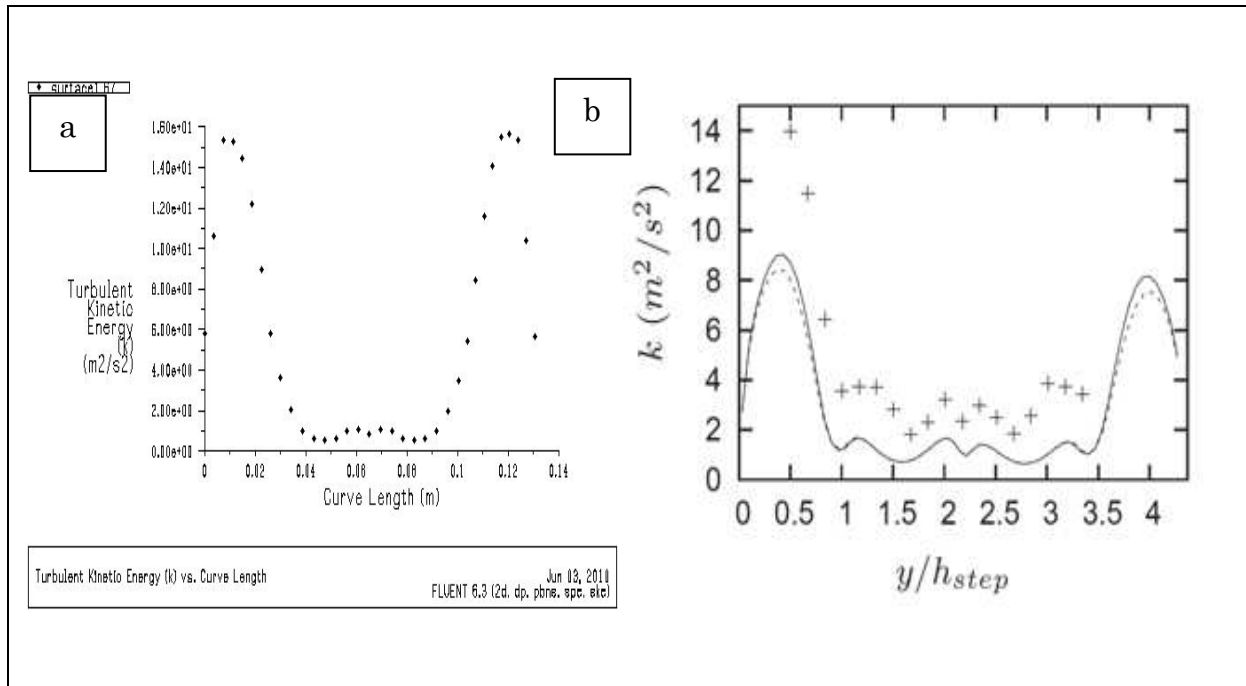 surface1 67
a
1.60e+01
1.40e+01
1.20e+01
1.00e+01
8.00e+00
6.00e+00
4.00e+00
2.00e+00
0.00e+00
Turbulent
Kinetic
Energy
(k)
(m2/s2)
0 0.02 0.04 0.06 0.08 0.1 0.12 0.14
Curve Length (m)
Turbulent Kinetic Energy (k) vs. Curve Length
Jun 03, 2010
FLUENT 6.3 (2d, dp, pbns, spe, ske)
b
14
12
10
8
6
4
2
0
k (m²/s²)
0 0.5 1 1.5 2 2.5 3 3.5 4
y/hstep